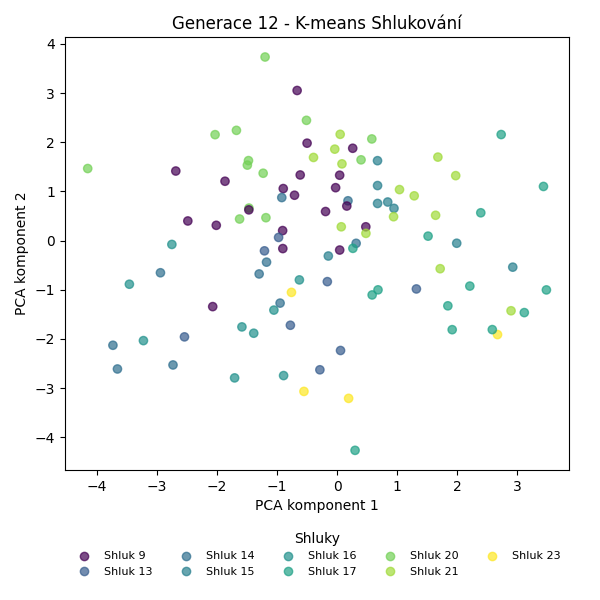 Generace 12 - K-means Shlukování
4
3
2
1
0
−1
−2
−3
−4
PCA komponent 2
−4 −3 −2 −1 0 1 2 3
PCA komponent 1
Shluky
Shluk 9 Shluk 14 Shluk 16 Shluk 20 Shluk 23
Shluk 13 Shluk 15 Shluk 17 Shluk 21